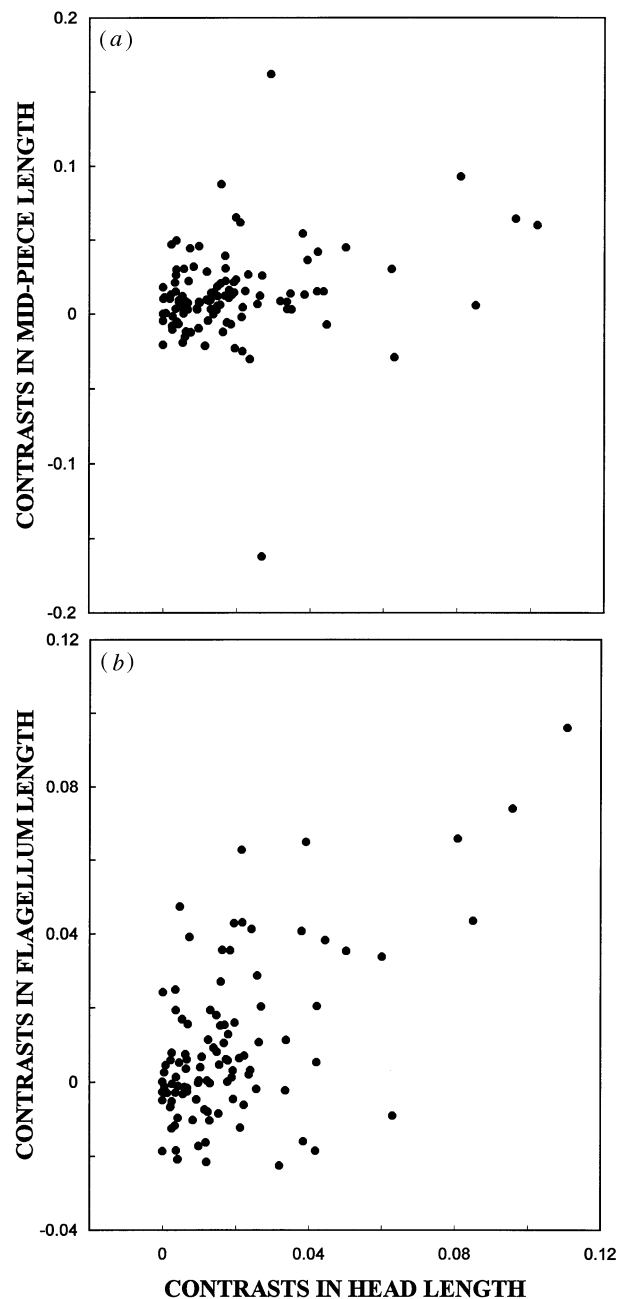 0.2
(a)
0.1
0
-0.1
-0.2
CONTRASTS IN MID-PIECE LENGTH
0.12
(b)
0.08
0.04
0
-0.04
CONTRASTS IN FLAGELLUM LENGTH
0 0.04 0.08 0.12
CONTRASTS IN HEAD LENGTH